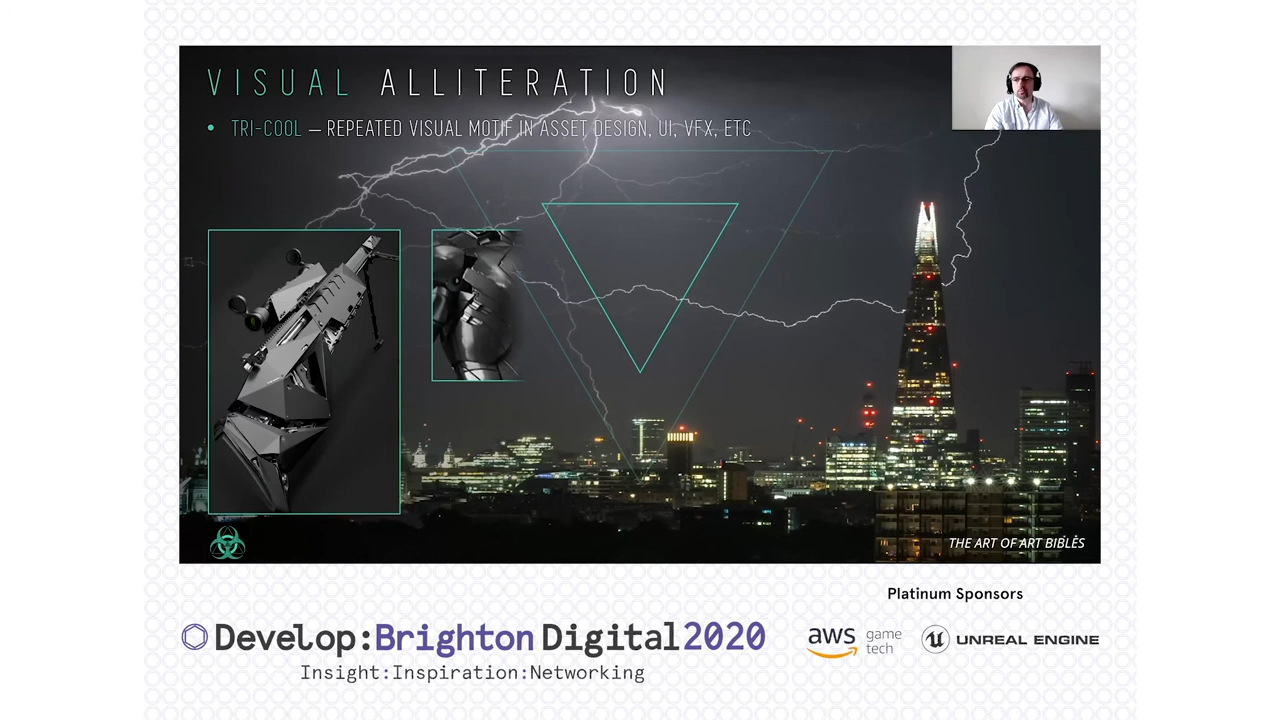 VISUAL ALLITERATION
• TRI-COOL – REPEATED VISUAL MOTIF IN ASSET DESIGN, UI, VFX, ETC
THE ART OF ART BIBLES
Platinum Sponsors
Develop:Brighton Digital 2020
Insight:Inspiration:Networking
aws game tech
UNREAL ENGINE